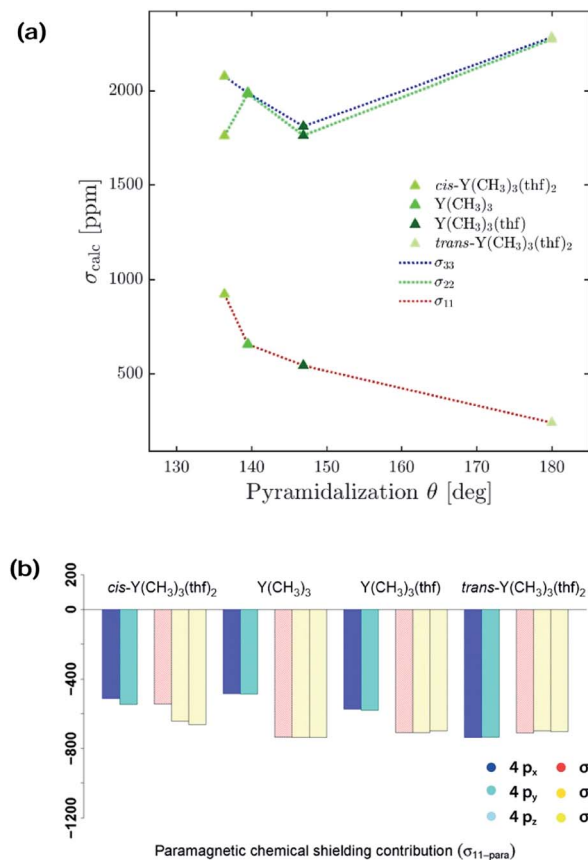 (a)
2000
1500
1000
500
σcalc [ppm]
cis-Y(CH₃)₃(thf)₂
Y(CH₃)₃
Y(CH₃)₃(thf)
trans-Y(CH₃)₃(thf)₂
σ₃₃
σ₂₂
σ₁₁
130 140 150 160 170 180
Pyramidalization θ [deg]
(b)
200
0
-400
-800
-1200
cis-Y(CH₃)₃(thf)₂ Y(CH₃)₃ Y(CH₃)₃(thf) trans-Y(CH₃)₃(thf)₂
4 pₓ σ
4 pᵧ σ
4 p_z σ
Paramagnetic chemical shielding contribution (σ₁₁₋ₚₐᵣₐ)